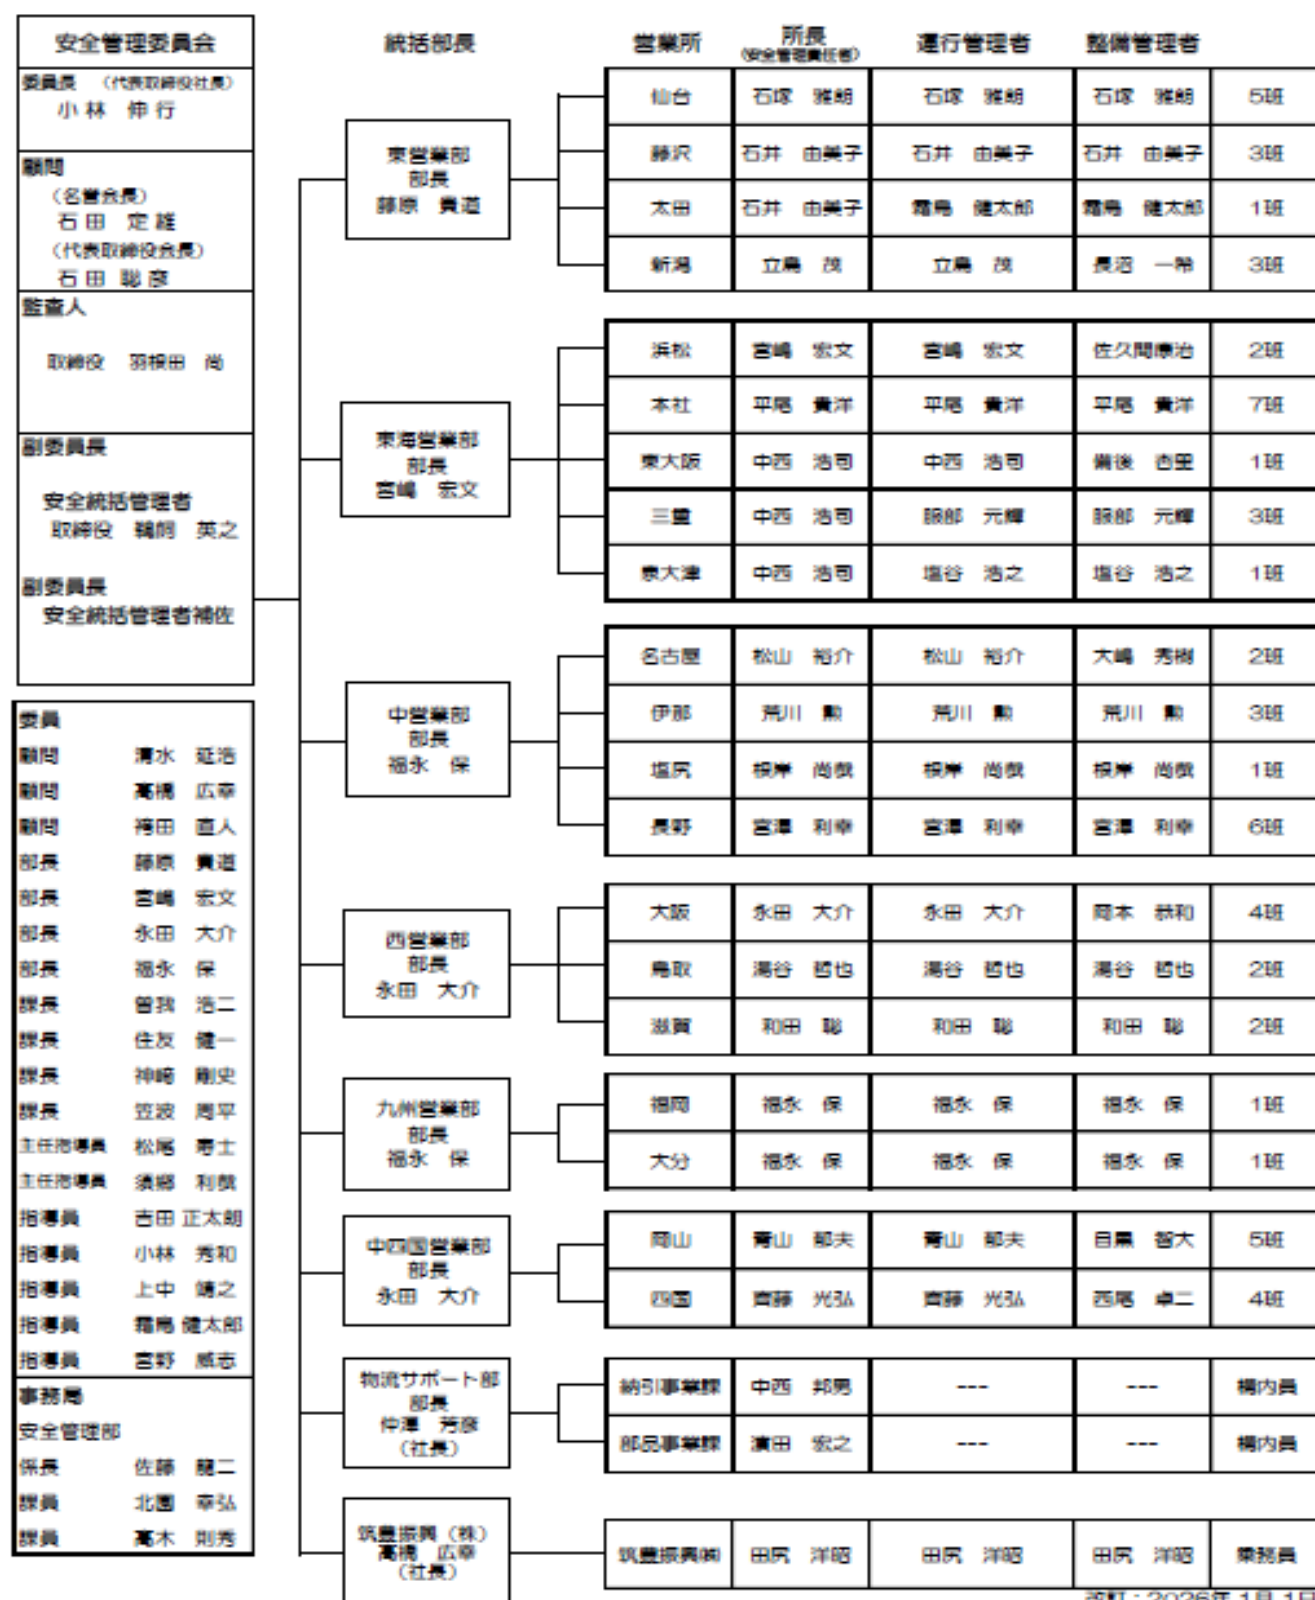 安全管理委員会
委員長 (代表取締役社長)
小林 伸行
顧問
(名誉会長)
石田 定雄
(代表取締役会長)
石田 聡彦
監査人
取締役 羽根田 尚
副委員長
安全統括管理者
取締役 鵜飼 英之
副委員長
安全統括管理者補佐
委員
顧問 清水 延浩
顧問 高橋 広幸
顧問 袴田 直人
部長 藤原 貴道
部長 宮嶋 宏文
部長 永田 大介
部長 福永 保
課長 曽我 浩二
課長 住友 健一
課長 神崎 剛史
課長 笠波 周平
主任指導員 松尾 寿士
主任指導員 須郷 利哉
指導員 吉田 正太朗
指導員 小林 秀和
指導員 上中 靖之
指導員 霜鳥 健太郎
指導員 宮野 威志
事務局
安全管理部
係長 佐藤 龍二
課員 北園 幸弘
課員 高木 則秀
統括部長
東営業部
部長
藤原 貴道
東海営業部
部長
宮嶋 宏文
中営業部
部長
福永 保
西営業部
部長
永田 大介
九州営業部
部長
福永 保
中四国営業部
部長
永田 大介
物流サポート部
部長
仲澤 芳彦
(社長)
筑豊振興(株)
高橋 広幸
(社長)
営業所 所長 運行管理者 整備管理者
(安全管理責任者)
仙台 石塚 雅朗 石塚 雅朗 石塚 雅朗 5班
藤沢 石井 由美子 石井 由美子 石井 由美子 3班
太田 石井 由美子 霜鳥 健太郎 霜鳥 健太郎 1班
新潟 立鳥 茂 立鳥 茂 長沼 一希 3班
浜松 宮嶋 宏文 宮嶋 宏文 佐久間康治 2班
本社 平尾 貴洋 平尾 貴洋 平尾 貴洋 7班
東大阪 中西 浩司 中西 浩司 備後 杏里 1班
三重 中西 浩司 服部 元輝 服部 元輝 3班
泉大津 中西 浩司 塩谷 浩之 塩谷 浩之 1班
名古屋 松山 裕介 松山 裕介 大嶋 秀樹 2班
伊那 荒川 勲 荒川 勲 荒川 勲 3班
塩尻 根岸 尚哉 根岸 尚哉 根岸 尚哉 1班
長野 宮澤 利幸 宮澤 利幸 宮澤 利幸 6班
大阪 永田 大介 永田 大介 岡本 恭和 4班
鳥取 湯谷 哲也 湯谷 哲也 湯谷 哲也 2班
滋賀 和田 聡 和田 聡 和田 聡 2班
福岡 福永 保 福永 保 福永 保 1班
大分 福永 保 福永 保 福永 保 1班
岡山 青山 郁夫 青山 郁夫 目黒 智大 5班
四国 齊藤 光弘 齊藤 光弘 西尾 卓二 4班
納引事業課 中西 邦男 --- --- 構内員
部品事業課 濱田 宏之 --- --- 構内員
筑豊振興㈱ 田尻 洋昭 田尻 洋昭 田尻 洋昭 乗務員
改訂:2026年 1月 1日